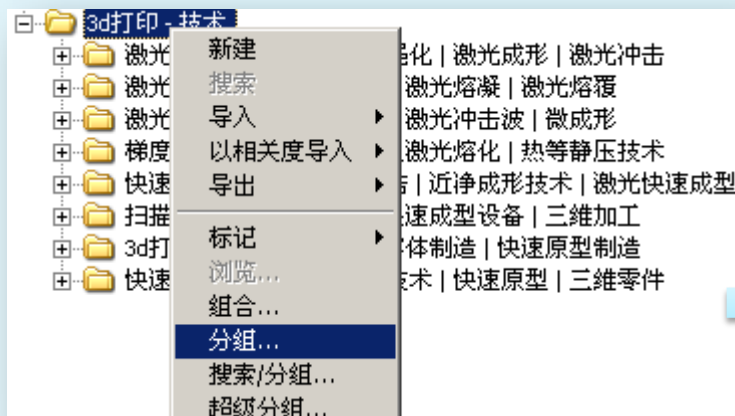 3d打印 - 技术
激光
激光
激光
梯度
快速
扫描
3d打
快速
新建
搜索
导入
以相关度导入
导出
标记
浏览...
组合...
分组...
搜索/分组...
超级分组...
化 | 激光成形 | 激光冲击
激光熔凝 | 激光熔覆
激光冲击波 | 微成形
激光熔化 | 热等静压技术
| 近净成形技术 | 激光快速成型
速成型设备 | 三维加工
体制造 | 快速原型制造
术 | 快速原型 | 三维零件